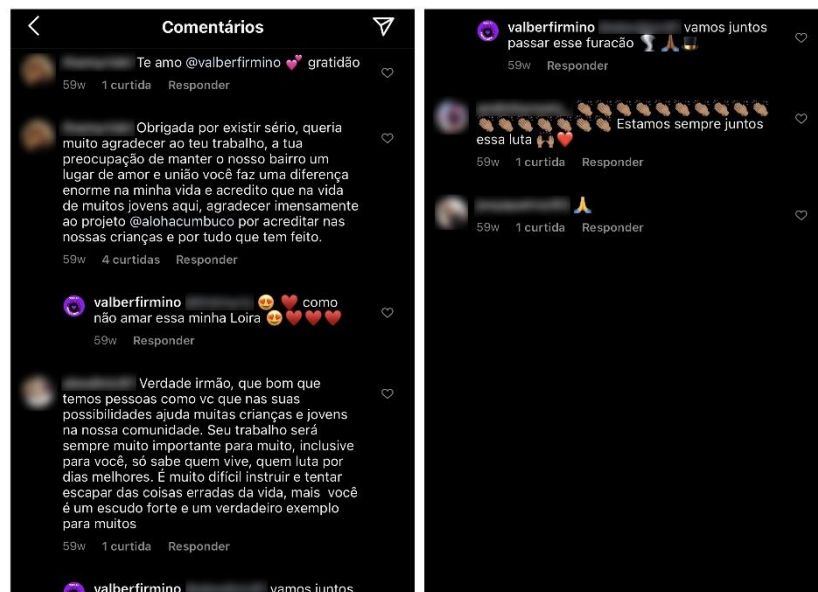 Comentários
Te amo @valberfirmino 💕 gratidão
59w 1 curtida Responder
Obrigada por existir sério, queria
muito agradecer ao teu trabalho, a tua
preocupação de manter o nosso bairro um
lugar de amor e união você faz uma diferença
enorme na minha vida e acredito que na vida
de muitos jovens aqui, agradecer imensamente
ao projeto @alohacumbuco por acreditar nas
nossas crianças e por tudo que tem feito.
59w 4 curtidas Responder
valberfirmino 😍 ❤️ como
não amar essa minha Loira 😍❤️❤️❤️
59w Responder
Verdade irmão, que bom que
temos pessoas como vc que nas suas
possibilidades ajuda muitas crianças e jovens
na nossa comunidade. Seu trabalho será
sempre muito importante para muito, inclusive
para você, só sabe quem vive, quem luta por
dias melhores. É muito difícil instruir e tentar
escapar das coisas erradas da vida, mais você
é um escudo forte e um verdadeiro exemplo
para muitos
59w 1 curtida Responder
valberfirmino vamos juntos
valberfirmino vamos juntos
passar esse furacão 🌪️🙏🏾🎩
59w Responder
👏🏽👏🏽👏🏽👏🏽👏🏽👏🏽👏🏽👏🏽👏🏽👏🏽
👏🏽👏🏽👏🏽👏🏽👏🏽👏🏽👏🏽 Estamos sempre juntos
essa luta 🙌🏽❤️
59w 1 curtida Responder
🙏
59w 1 curtida Responder